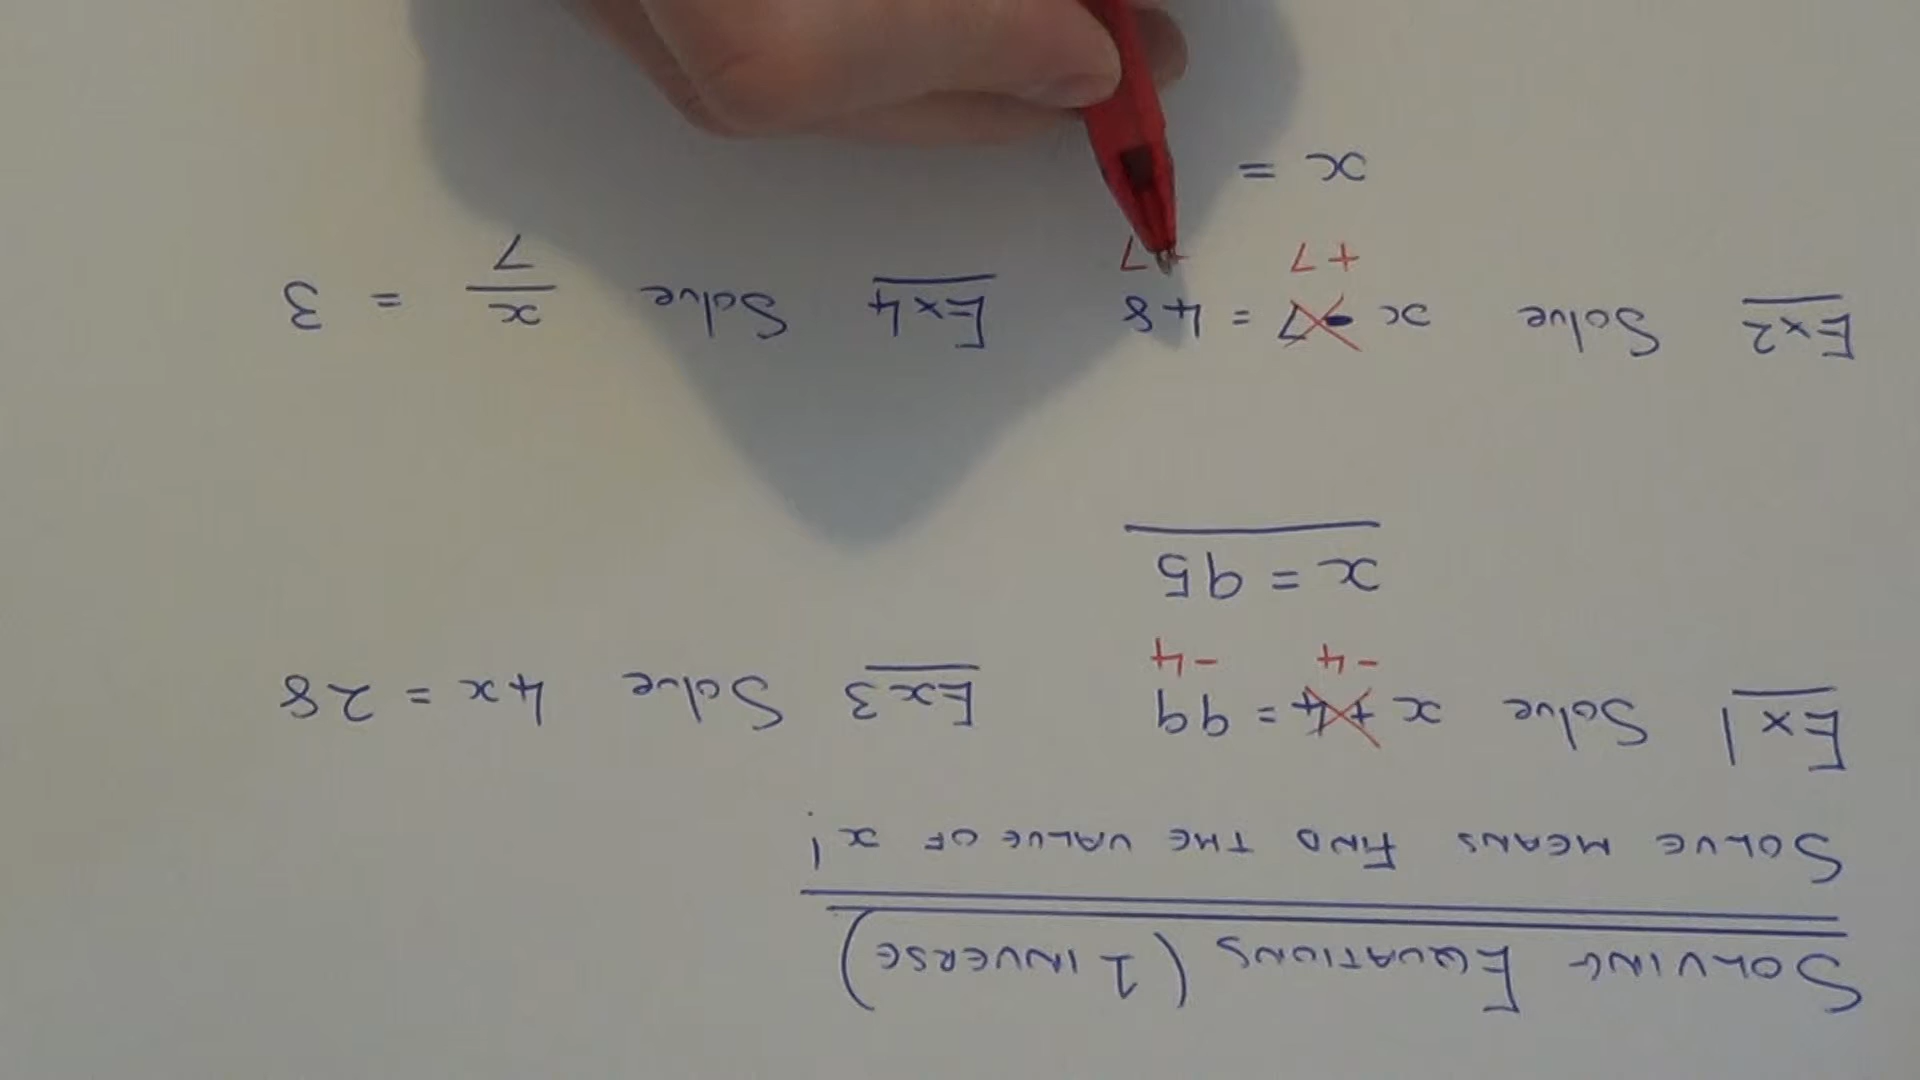 SOLVING EQUATIONS (1 INVERSE)
SOLVE MEANS FIND THE VALUE OF x!
Ex1 Solve x + 4 = 99
-4 -4
x = 95
Ex3 Solve 4x = 28
Ex2 Solve x - 7 = 48
+7 +7
x =
Ex4 Solve x/7 = 3